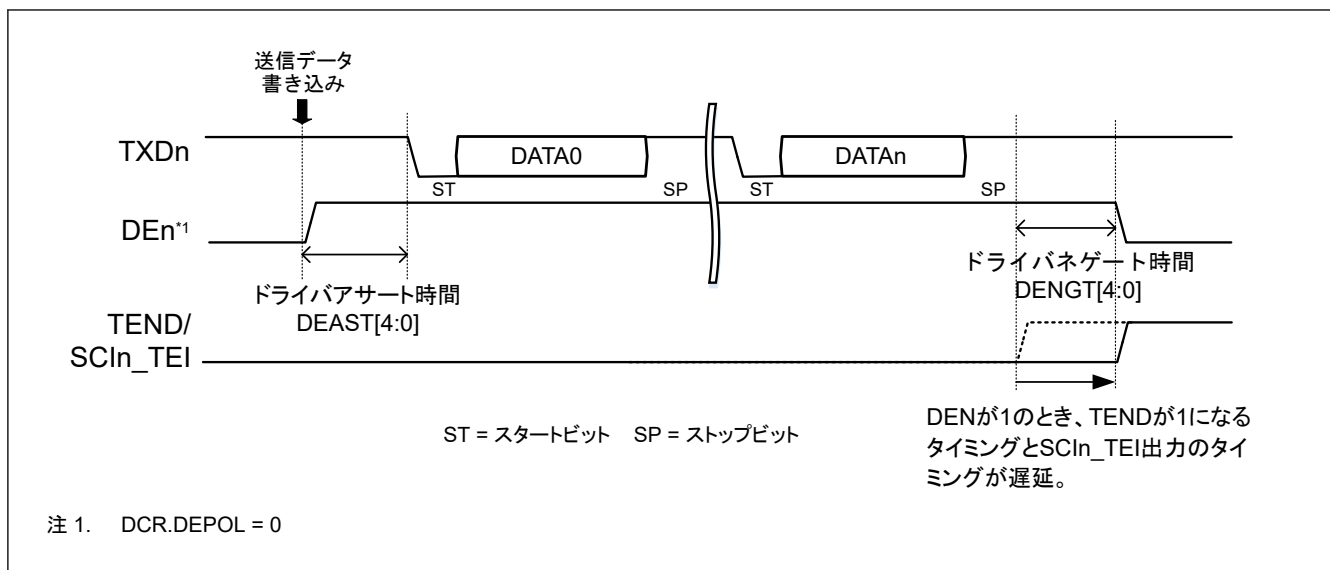 送信データ
書き込み
TXDn
DATA0
DATAn
ST
SP
ST
SP
DEn*1
ドライバアサート時間
DEAST[4:0]
ドライバネゲート時間
DENGT[4:0]
TEND/
SCIn_TEI
ST = スタートビット SP = ストップビット
DENが1のとき、TENDが1になる
タイミングとSCIn_TEI出力のタイ
ミングが遅延。
注 1. DCR.DEPOL = 0